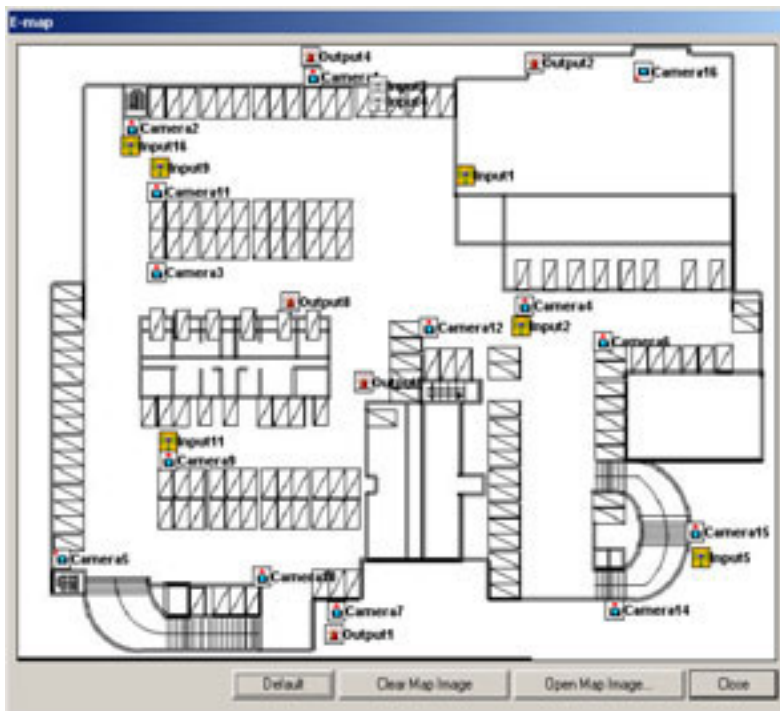 E-map
Output4
Output2
Camera16
Camera2
Input16
Input9
Input1
Camera11
Camera3
Output8
Camera4
Camera12
Input2
Input11
Camera9
Camera5
Camera15
Input5
Camera7
Camera14
Output1
Default
Clear Map Image
Open Map Image...
Close